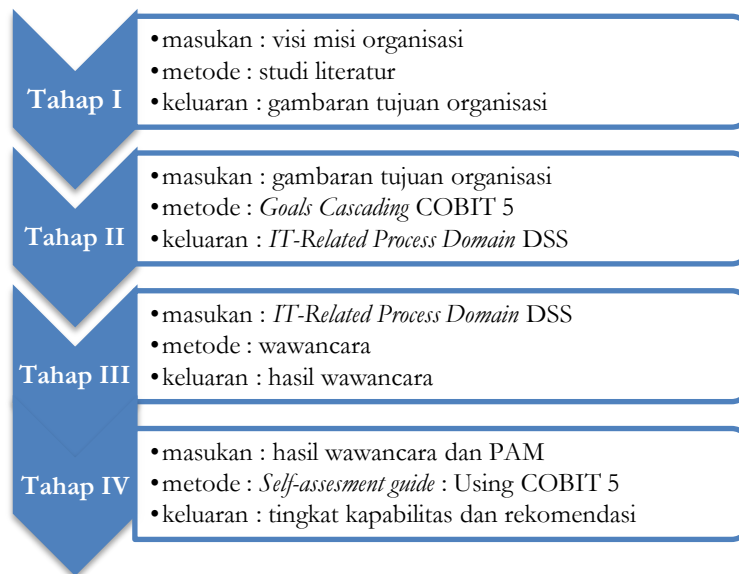 Tahap I
•masukan : visi misi organisasi
•metode : studi literatur
•keluaran : gambaran tujuan organisasi
Tahap II
•masukan : gambaran tujuan organisasi
•metode : Goals Cascading COBIT 5
•keluaran : IT-Related Process Domain DSS
Tahap III
•masukan : IT-Related Process Domain DSS
•metode : wawancara
•keluaran : hasil wawancara
Tahap IV
•masukan : hasil wawancara dan PAM
•metode : Self-assesment guide : Using COBIT 5
•keluaran : tingkat kapabilitas dan rekomendasi